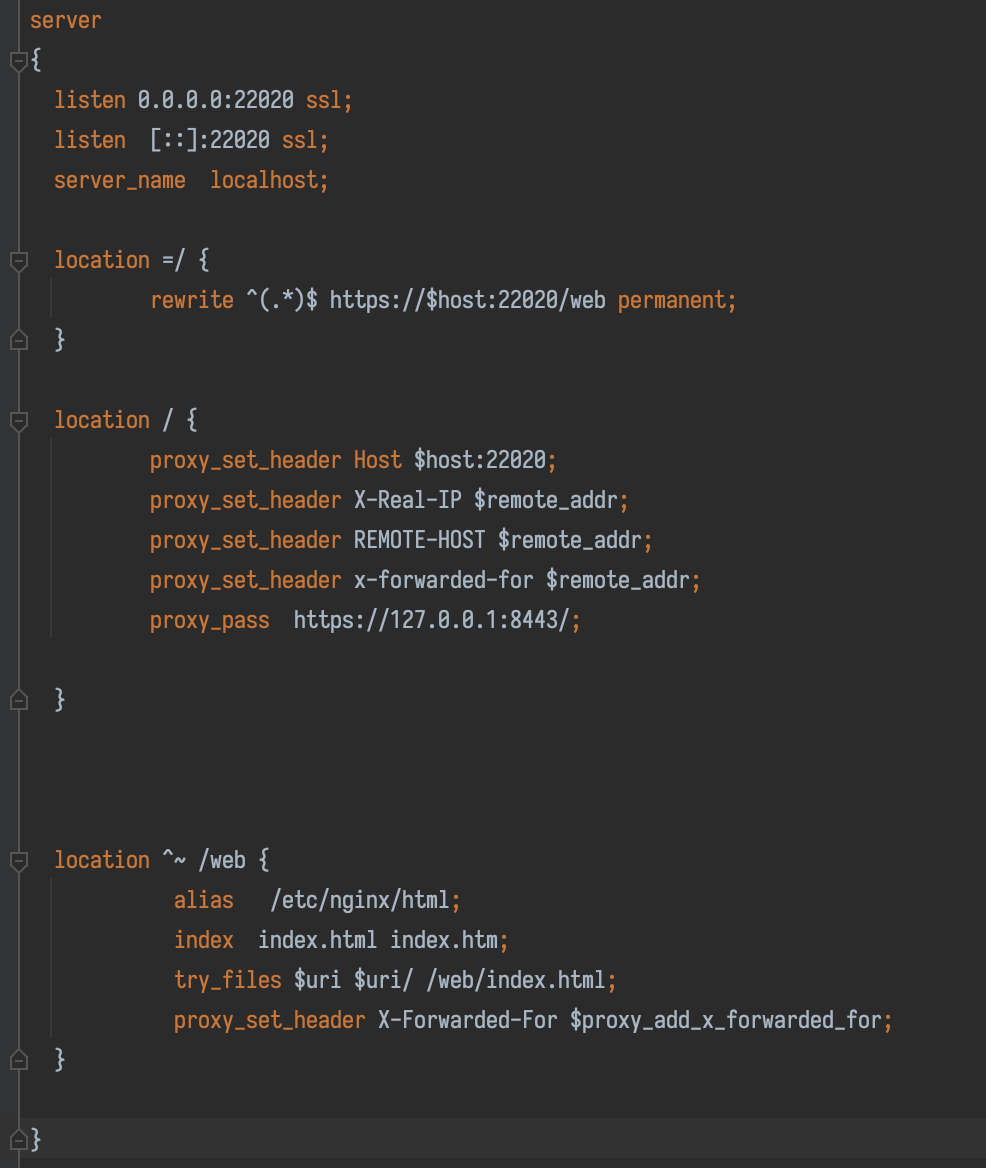 server
{
listen 0.0.0.0:22020 ssl;
listen  [::]:22020 ssl;
server_name  localhost;
location =/ {
rewrite ^(.*)$ https://$host:22020/web permanent;
}
location / {
proxy_set_header Host $host:22020;
proxy_set_header X-Real-IP $remote_addr;
proxy_set_header REMOTE-HOST $remote_addr;
proxy_set_header x-forwarded-for $remote_addr;
proxy_pass  https://127.0.0.1:8443/;
}
location ^~ /web {
alias   /etc/nginx/html;
index  index.html index.htm;
try_files $uri $uri/ /web/index.html;
proxy_set_header X-Forwarded-For $proxy_add_x_forwarded_for;
}
}